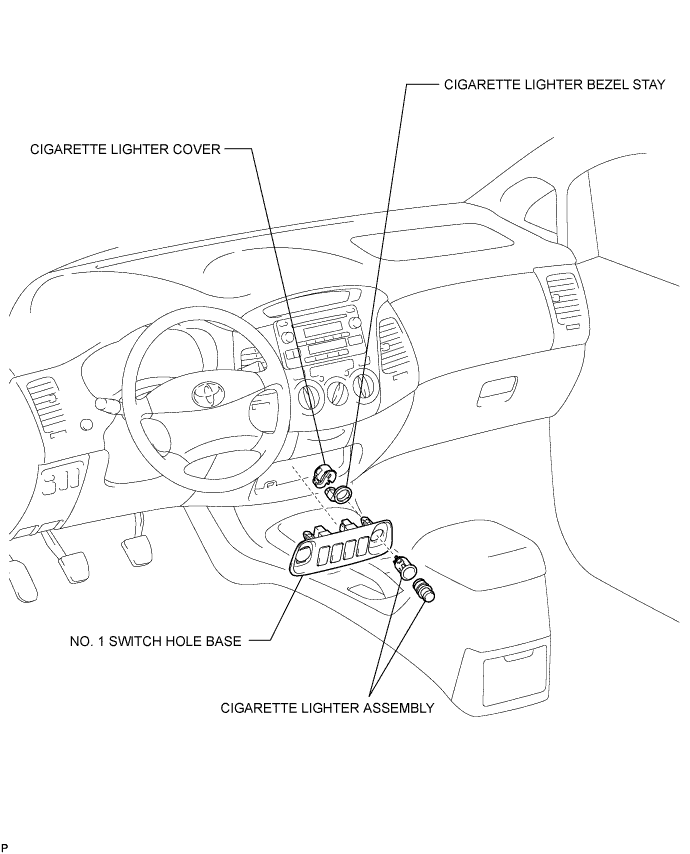 CIGARETTE LIGHTER BEZEL STAY
CIGARETTE LIGHTER COVER
NO. 1 SWITCH HOLE BASE
CIGARETTE LIGHTER ASSEMBLY
P